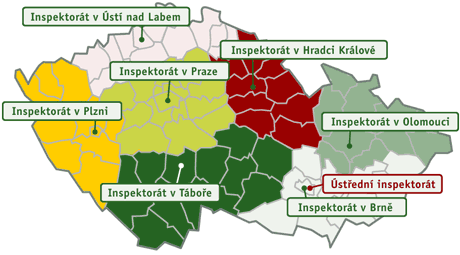 Inspektorát v Ústí nad Labem
Inspektorát v Hradci Králové
Inspektorát v Praze
Inspektorát v Plzni
Inspektorát v Olomouci
Ústřední inspektorát
Inspektorát v Táboře
Inspektorát v Brně